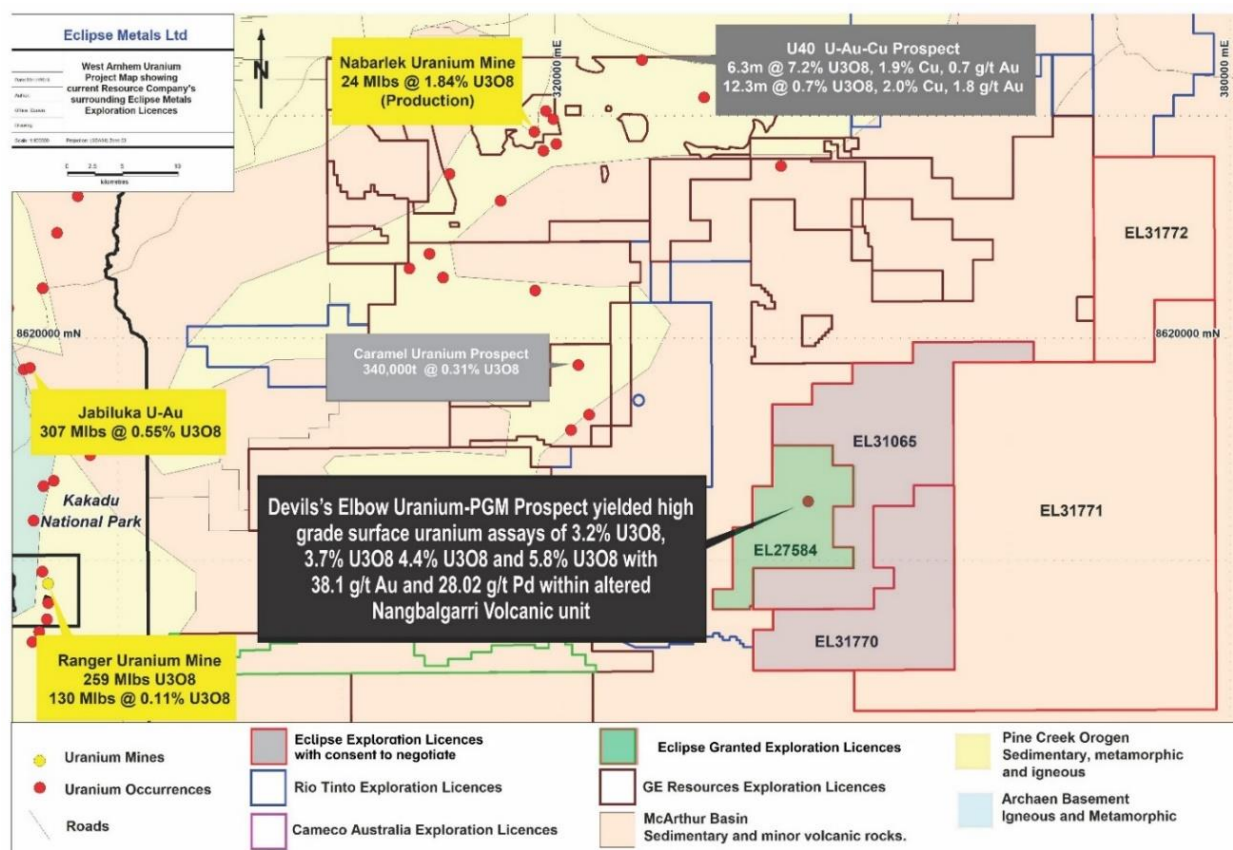 Eclipse Metals Ltd
West Arnhem Uranium
Project Map showing
current Resource Company's
surrounding Eclipse Metals
Exploration Licences
0 2.5 5 10
kilometres
N
Nabarlek Uranium Mine
24 Mlbs @ 1.84% U3O8
(Production)
320000 mE
U40 U-Au-Cu Prospect
6.3m @ 7.2% U3O8, 1.9% Cu, 0.7 g/t Au
12.3m @ 0.7% U3O8, 2.0% Cu, 1.8 g/t Au
380000 mE
EL31772
8620000 mN
8620000 mN
Caramel Uranium Prospect
340,000t @ 0.31% U3O8
Jabiluka U-Au
307 Mlbs @ 0.55% U3O8
EL31065
Kakadu
National Park
Devils's Elbow Uranium-PGM Prospect yielded high
grade surface uranium assays of 3.2% U3O8,
3.7% U3O8 4.4% U3O8 and 5.8% U3O8 with
38.1 g/t Au and 28.02 g/t Pd within altered
Nangbalgarri Volcanic unit
EL31771
EL27584
EL31770
Ranger Uranium Mine
259 Mlbs U3O8
130 Mlbs @ 0.11% U3O8
Uranium Mines
Uranium Occurrences
Roads
Eclipse Exploration Licences
with consent to negotiate
Rio Tinto Exploration Licences
Cameco Australia Exploration Licences
Eclipse Granted Exploration Licences
GE Resources Exploration Licences
McArthur Basin
Sedimentary and minor volcanic rocks.
Pine Creek Orogen
Sedimentary, metamorphic
and igneous
Archaen Basement
Igneous and Metamorphic